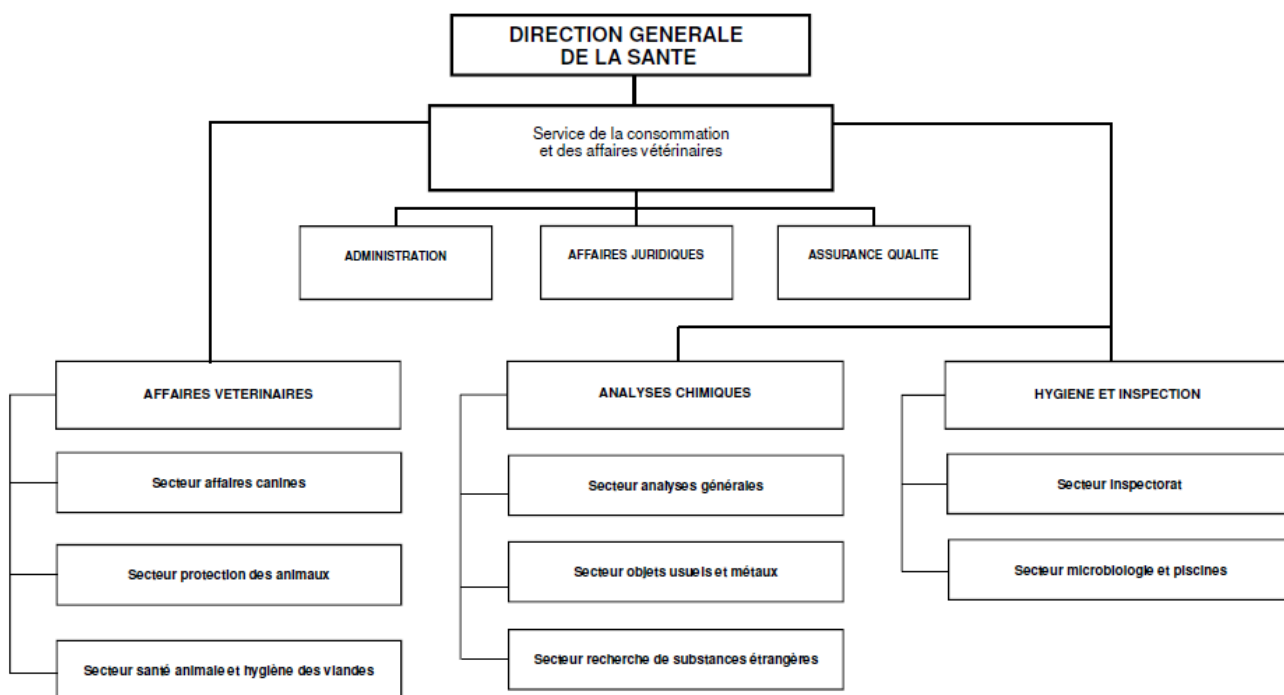 DIRECTION GENERALE
DE LA SANTE
Service de la consommation
et des affaires vétérinaires
ADMINISTRATION
AFFAIRES JURIDIQUES
ASSURANCE QUALITE
AFFAIRES VETERINAIRES
ANALYSES CHIMIQUES
HYGIENE ET INSPECTION
Secteur affaires canines
Secteur analyses générales
Secteur inspectorat
Secteur protection des animaux
Secteur objets usuels et métaux
Secteur microbiologie et piscines
Secteur santé animale et hygiène des viandes
Secteur recherche de substances étrangères